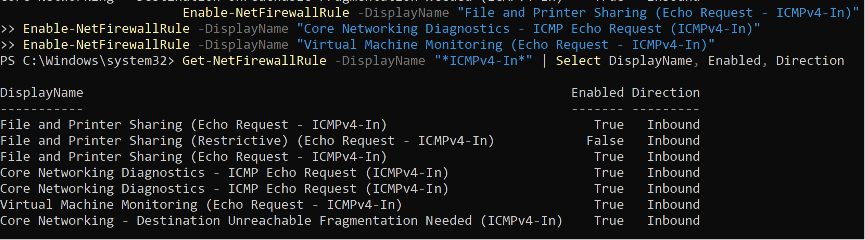 Enable-NetFirewallRule -DisplayName "File and Printer Sharing (Echo Request - ICMPv4-In)"
>> Enable-NetFirewallRule -DisplayName "Core Networking Diagnostics - ICMP Echo Request (ICMPv4-In)"
>> Enable-NetFirewallRule -DisplayName "Virtual Machine Monitoring (Echo Request - ICMPv4-In)"
PS C:\Windows\system32> Get-NetFirewallRule -DisplayName "*ICMPv4-In*" | Select DisplayName, Enabled, Direction
DisplayName Enabled Direction
----------- ------- ---------
File and Printer Sharing (Echo Request - ICMPv4-In) True Inbound
File and Printer Sharing (Restrictive) (Echo Request - ICMPv4-In) False Inbound
File and Printer Sharing (Echo Request - ICMPv4-In) True Inbound
Core Networking Diagnostics - ICMP Echo Request (ICMPv4-In) True Inbound
Core Networking Diagnostics - ICMP Echo Request (ICMPv4-In) True Inbound
Virtual Machine Monitoring (Echo Request - ICMPv4-In) True Inbound
Core Networking - Destination Unreachable Fragmentation Needed (ICMPv4-In) True Inbound